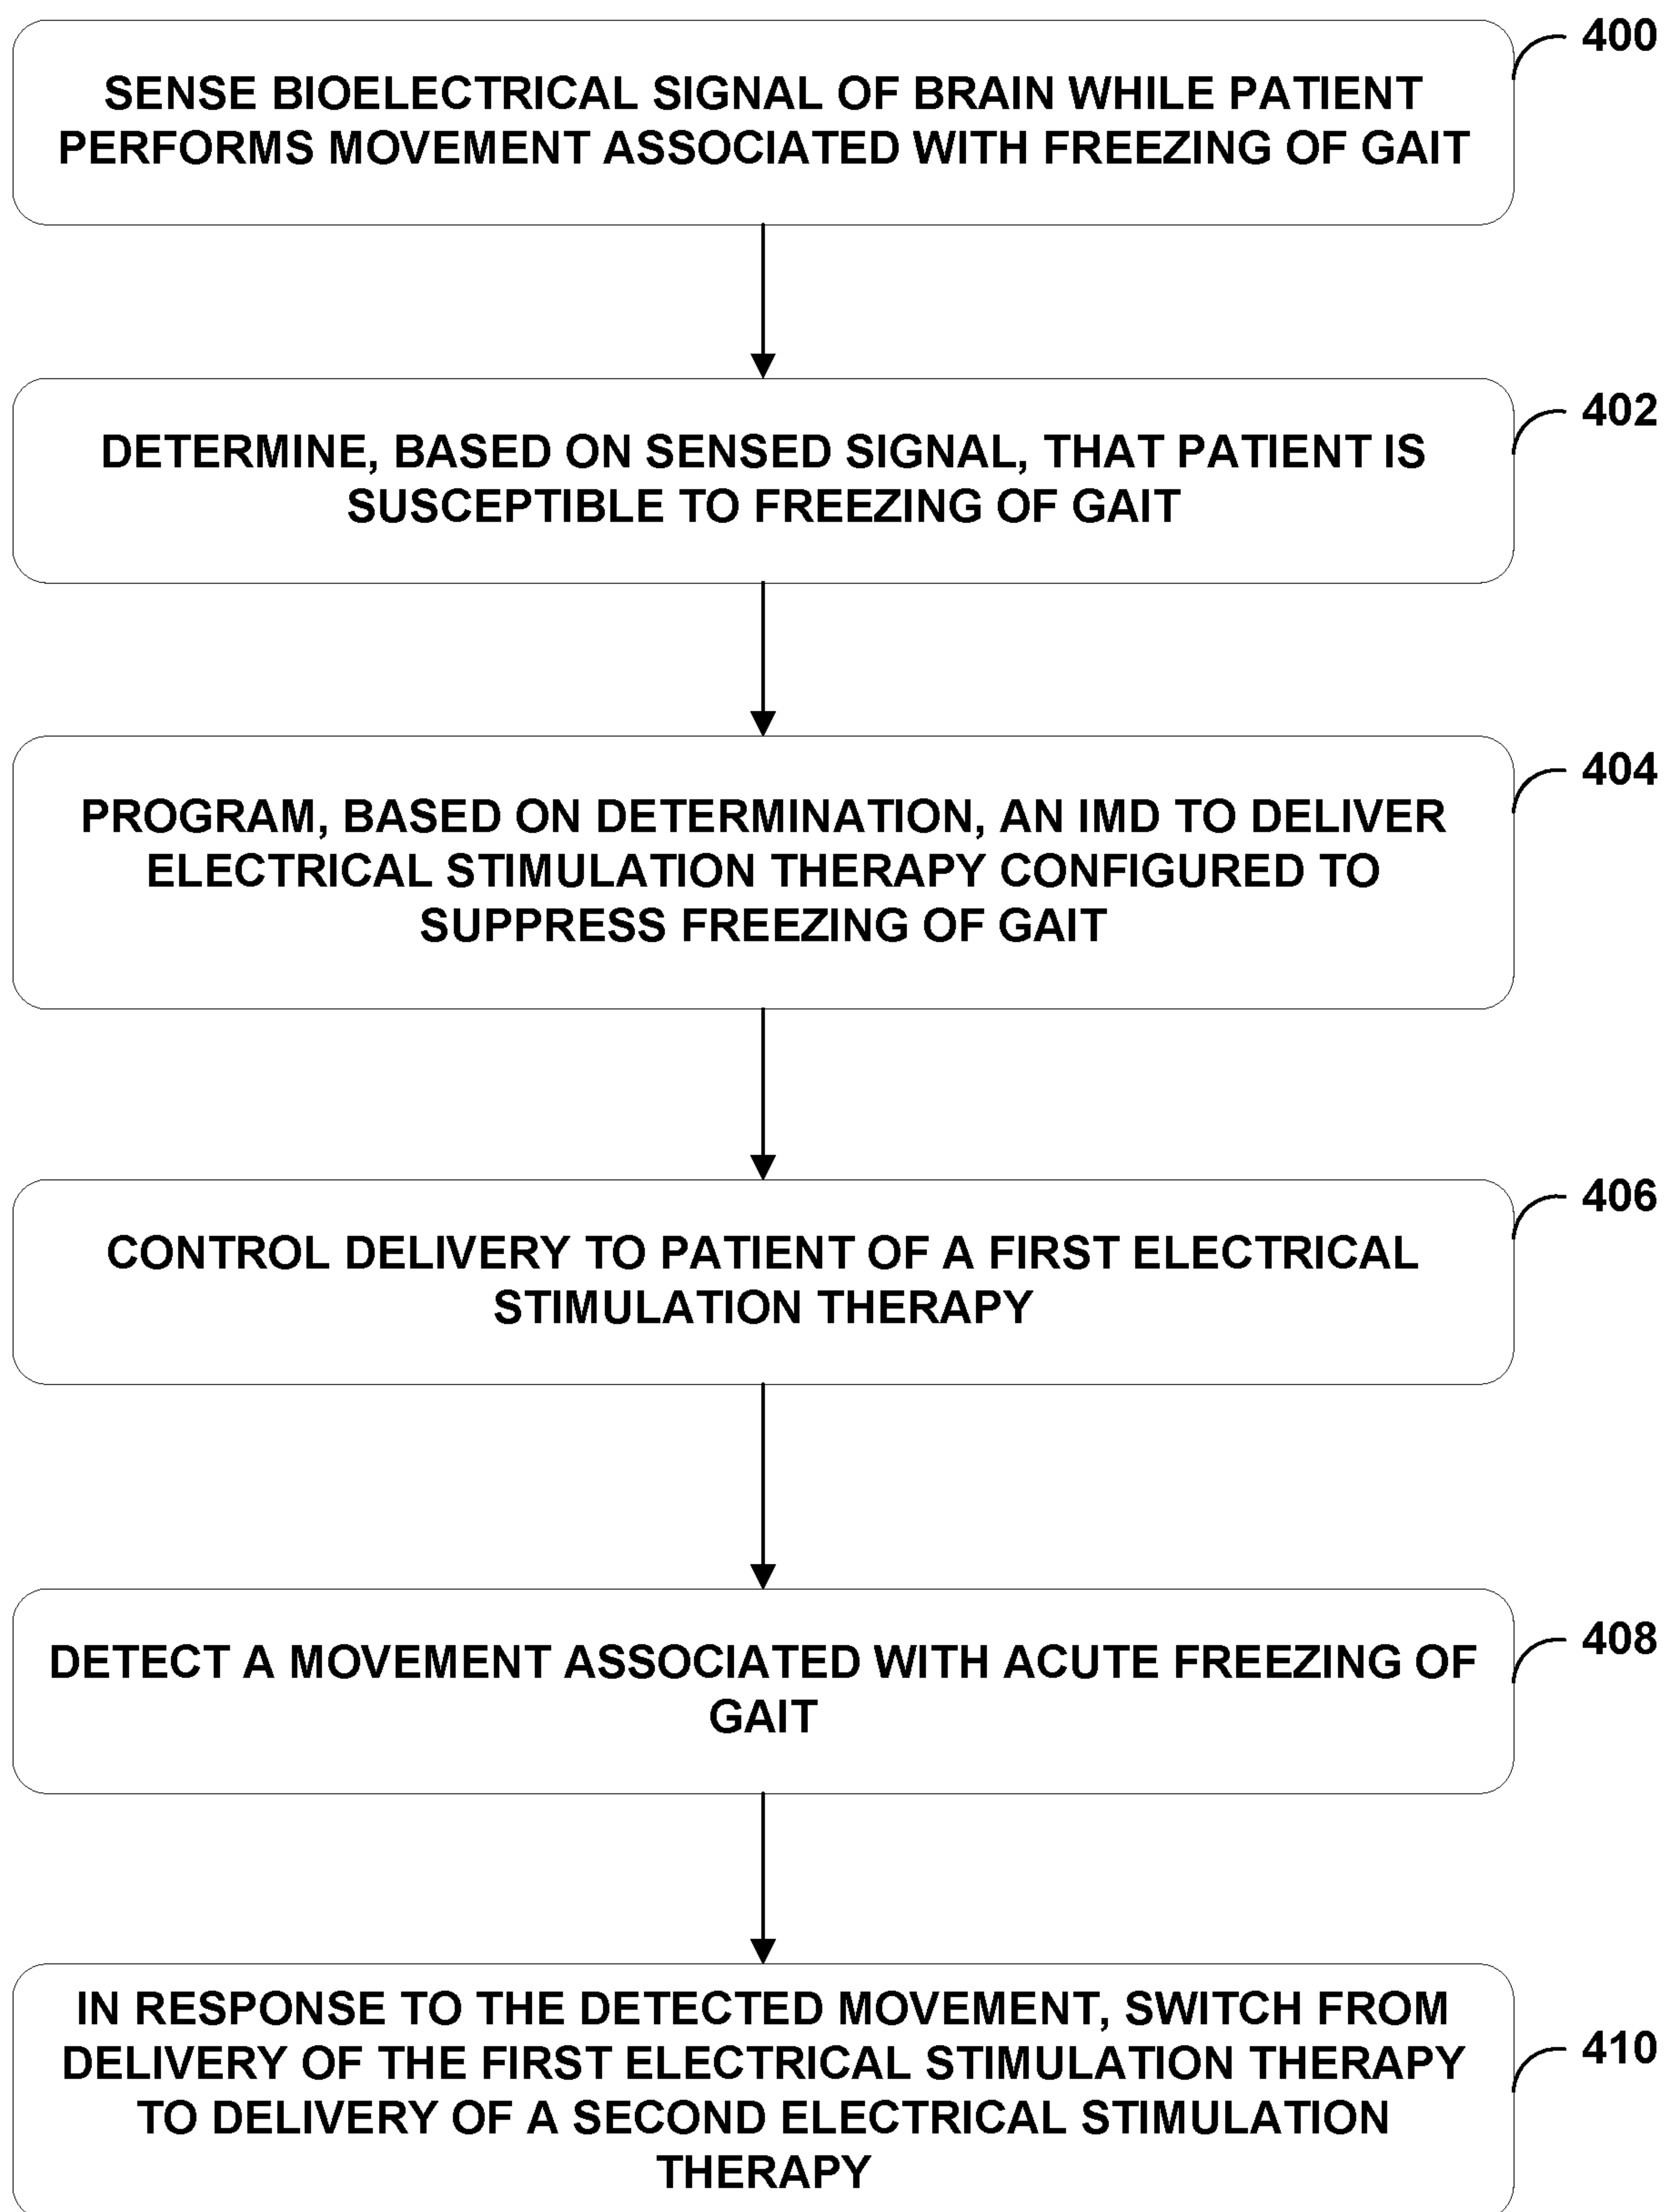 400
SENSE BIOELECTRICAL SIGNAL OF BRAIN WHILE PATIENT
PERFORMS MOVEMENT ASSOCIATED WITH FREEZING OF GAIT
402
DETERMINE, BASED ON SENSED SIGNAL, THAT PATIENT IS
SUSCEPTIBLE TO FREEZING OF GAIT
404
PROGRAM, BASED ON DETERMINATION, AN IMD TO DELIVER
ELECTRICAL STIMULATION THERAPY CONFIGURED TO
SUPPRESS FREEZING OF GAIT
406
CONTROL DELIVERY TO PATIENT OF A FIRST ELECTRICAL
STIMULATION THERAPY
408
DETECT A MOVEMENT ASSOCIATED WITH ACUTE FREEZING OF
GAIT
410
IN RESPONSE TO THE DETECTED MOVEMENT, SWITCH FROM
DELIVERY OF THE FIRST ELECTRICAL STIMULATION THERAPY
TO DELIVERY OF A SECOND ELECTRICAL STIMULATION
THERAPY